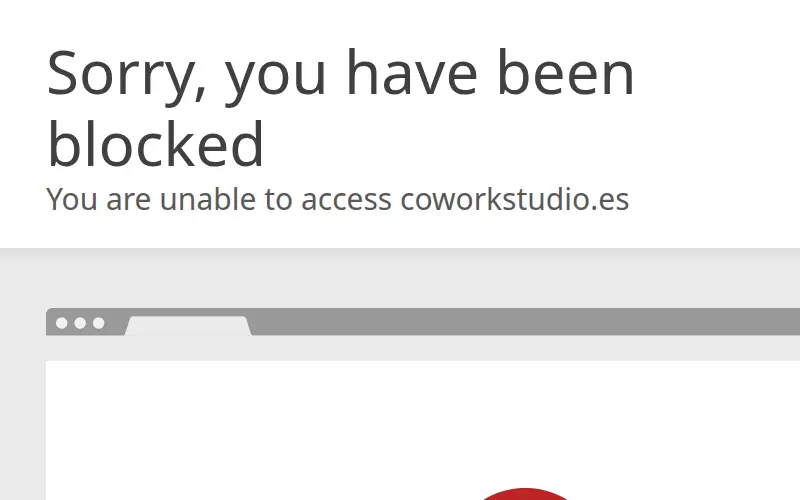 Sorry, you have been
blocked
You are unable to access coworkstudio.es